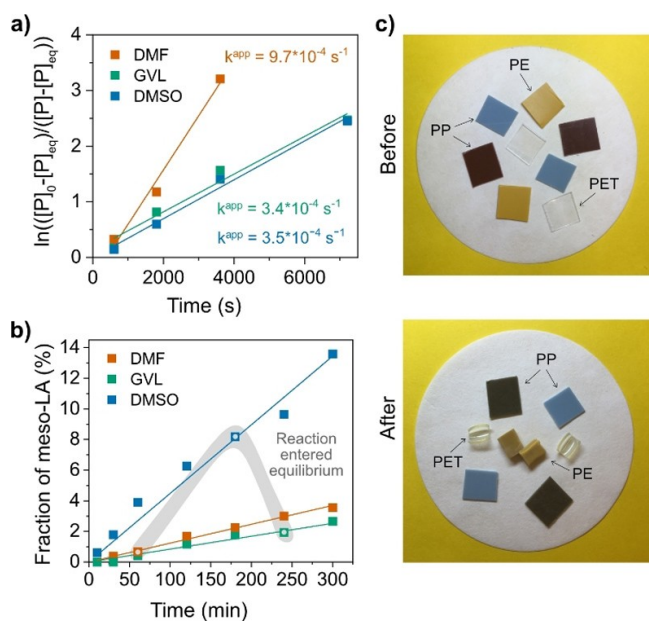 a)
ln(([P]₀-[P]eq)/([P]-[P]eq))
4
3
2
1
0
DMF
GVL
DMSO
kᵃᵖᵖ = 9.7*10⁻⁴ s⁻¹
kᵃᵖᵖ = 3.4*10⁻⁴ s⁻¹
kᵃᵖᵖ = 3.5*10⁻⁴ s⁻¹
0 2000 4000 6000
Time (s)
b)
Fraction of meso-LA (%)
14
12
10
8
6
4
2
0
DMF
GVL
DMSO
Reaction
entered
equilibrium
0 50 100 150 200 250 300
Time (min)
c)
Before
PE
PP
PET
After
PP
PET
PE